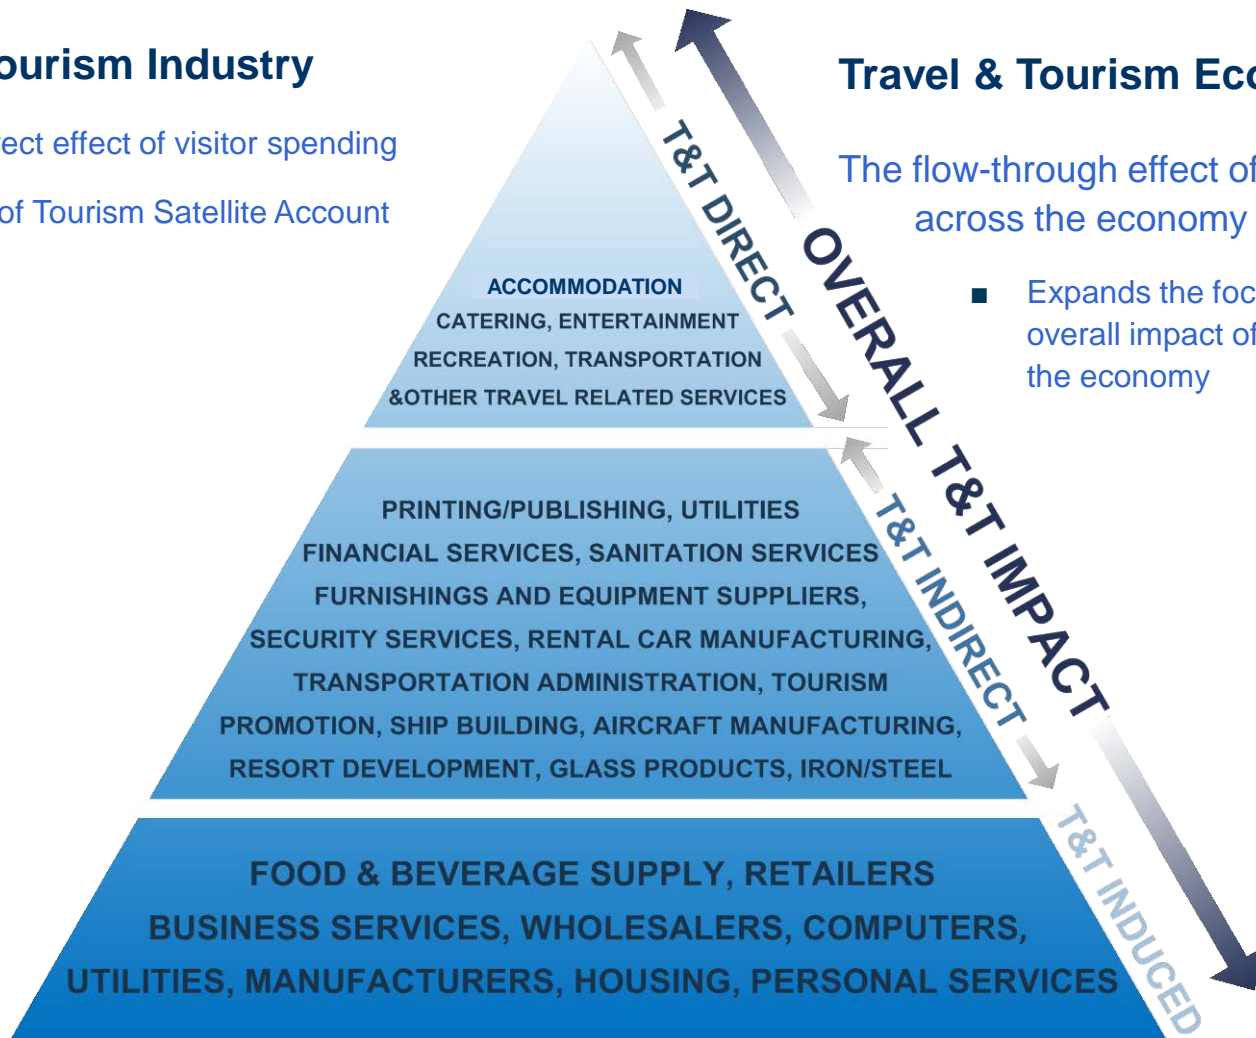 ourism Industry
rect effect of visitor spending
of Tourism Satellite Account
Travel & Tourism Eco
The flow-through effect of
across the economy
■ Expands the foc
overall impact of
the economy
ACCOMMODATION
CATERING, ENTERTAINMENT
RECREATION, TRANSPORTATION
&OTHER TRAVEL RELATED SERVICES
PRINTING/PUBLISHING, UTILITIES
FINANCIAL SERVICES, SANITATION SERVICES
FURNISHINGS AND EQUIPMENT SUPPLIERS,
SECURITY SERVICES, RENTAL CAR MANUFACTURING,
TRANSPORTATION ADMINISTRATION, TOURISM
PROMOTION, SHIP BUILDING, AIRCRAFT MANUFACTURING,
RESORT DEVELOPMENT, GLASS PRODUCTS, IRON/STEEL
FOOD & BEVERAGE SUPPLY, RETAILERS
BUSINESS SERVICES, WHOLESALERS, COMPUTERS,
UTILITIES, MANUFACTURERS, HOUSING, PERSONAL SERVICES
T&T DIRECT
T&T INDIRECT
T&T INDUCED
OVERALL T&T IMPACT